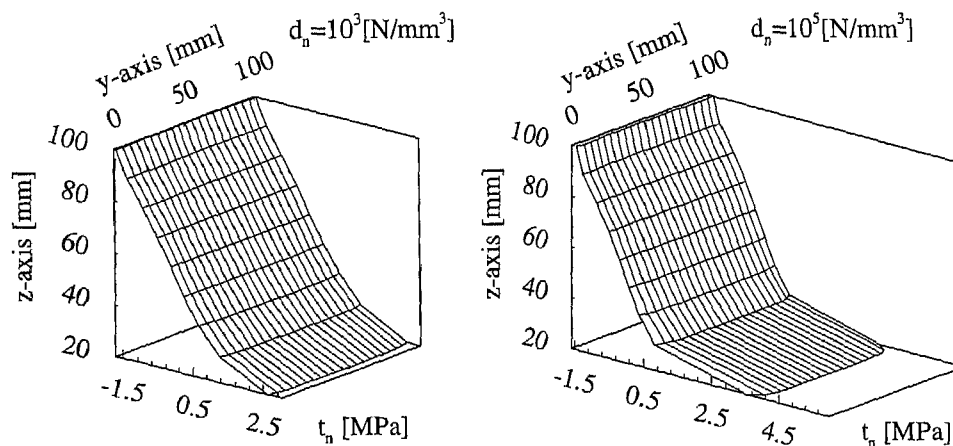 d_n=10^3[N/mm^3]
y-axis [mm]
0 50 100
z-axis [mm]
100
80
60
40
20
-1.5 0.5 2.5
t_n [MPa]
d_n=10^5[N/mm^3]
y-axis [mm]
0 50 100
z-axis [mm]
100
80
60
40
20
-1.5 0.5 2.5 4.5
t_n [MPa]